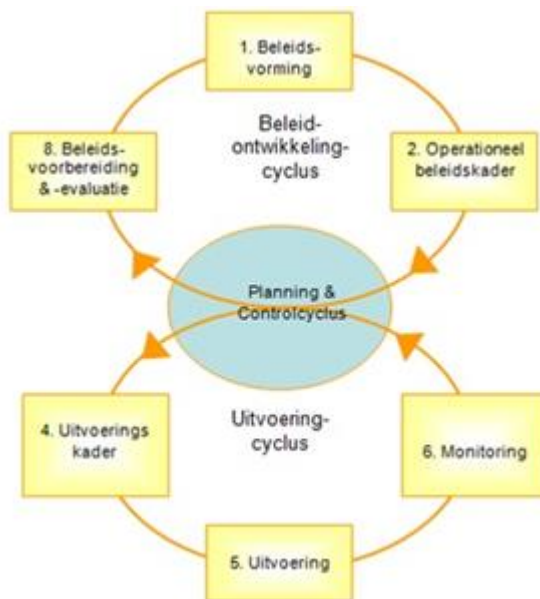 1. Beleids-
vorming
Beleid-
ontwikkeling-
cyclus
8. Beleids-
voorbereiding
& -evaluatie
2. Operationeel
beleidskader
Planning &
Controlcyclus
Uitvoering-
cyclus
4. Uitvoerings
kader
6. Monitoring
5. Uitvoering